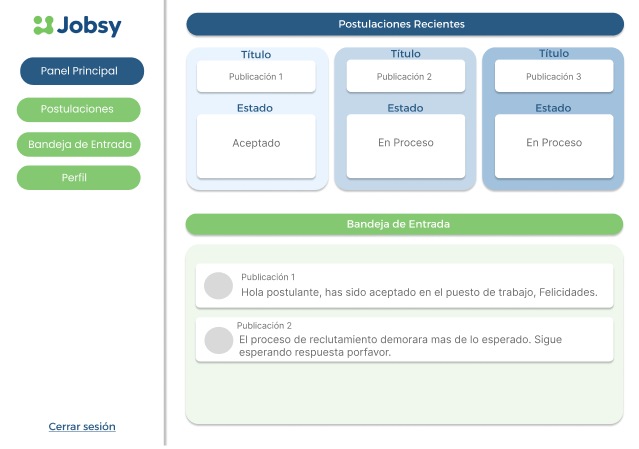 Jobsy
Panel Principal
Postulaciones
Bandeja de Entrada
Perfil
Cerrar sesión
Postulaciones Recientes
Título
Publicación 1
Estado
Aceptado
Título
Publicación 2
Estado
En Proceso
Título
Publicación 3
Estado
En Proceso
Bandeja de Entrada
Publicación 1
Hola postulante, has sido aceptado en el puesto de trabajo, Felicidades.
Publicación 2
El proceso de reclutamiento demorara mas de lo esperado. Sigue
esperando respuesta porfavor.